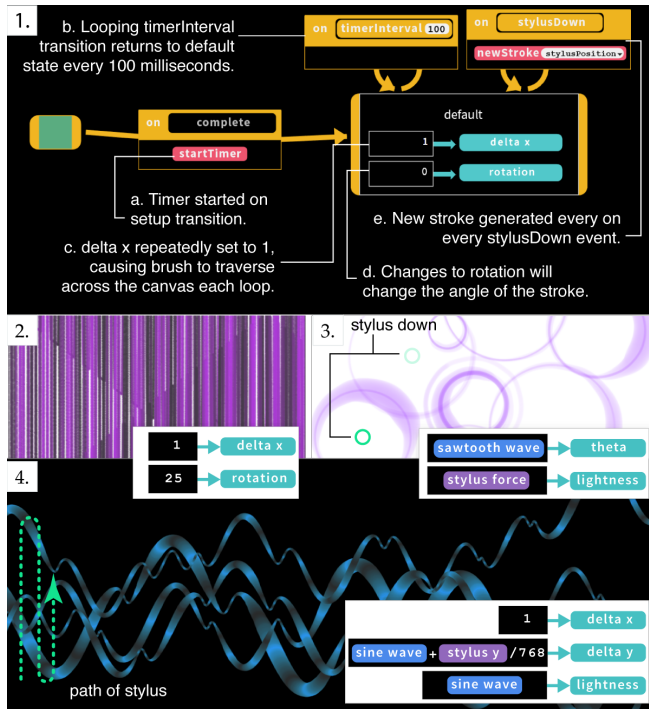 1.
b. Looping timerInterval
transition returns to default
state every 100 milliseconds.
on timerInterval 100
on stylusDown
newStroke stylusPosition
on complete
startTimer
default
1 delta x
0 rotation
a. Timer started on
setup transition.
c. delta x repeatedly set to 1,
causing brush to traverse
across the canvas each loop.
d. Changes to rotation will
change the angle of the stroke.
e. New stroke generated every on
every stylusDown event.
2.
1 delta x
25 rotation
3.
stylus down
sawtooth wave theta
stylus force lightness
4.
path of stylus
1 delta x
sine wave + stylus y /768 delta y
sine wave lightness